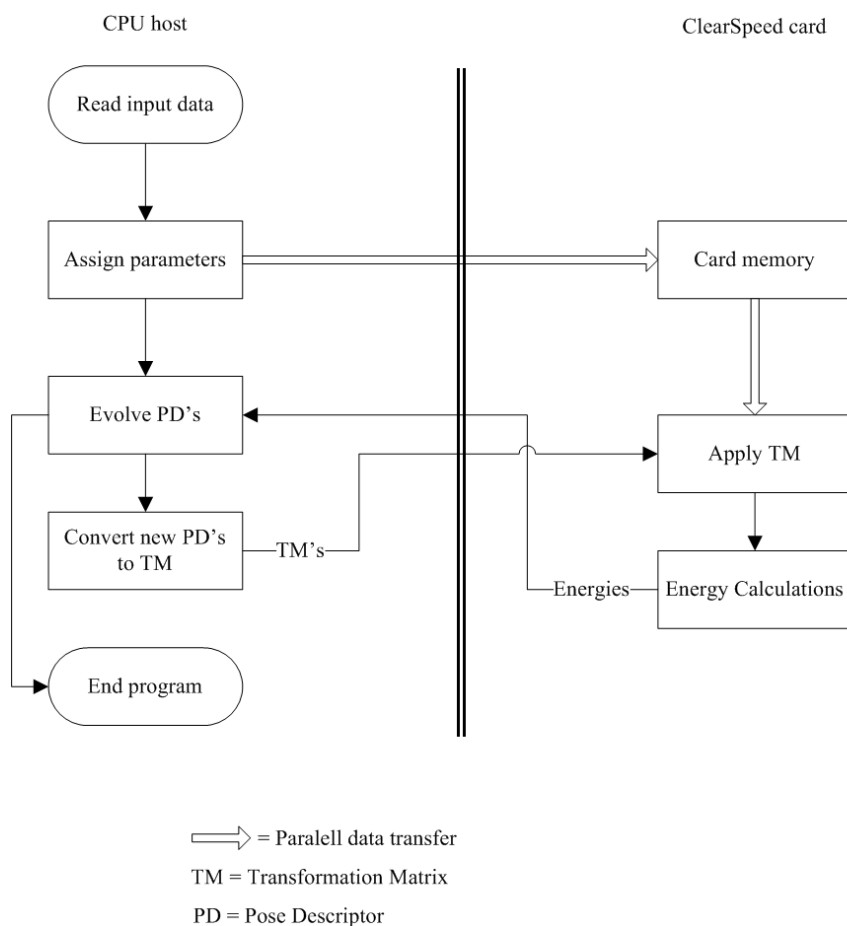 CPU host
ClearSpeed card
Read input data
Assign parameters
Card memory
Evolve PD’s
Apply TM
Convert new PD’s
to TM
TM’s
Energies
Energy Calculations
End program
= Paralell data transfer
TM = Transformation Matrix
PD = Pose Descriptor